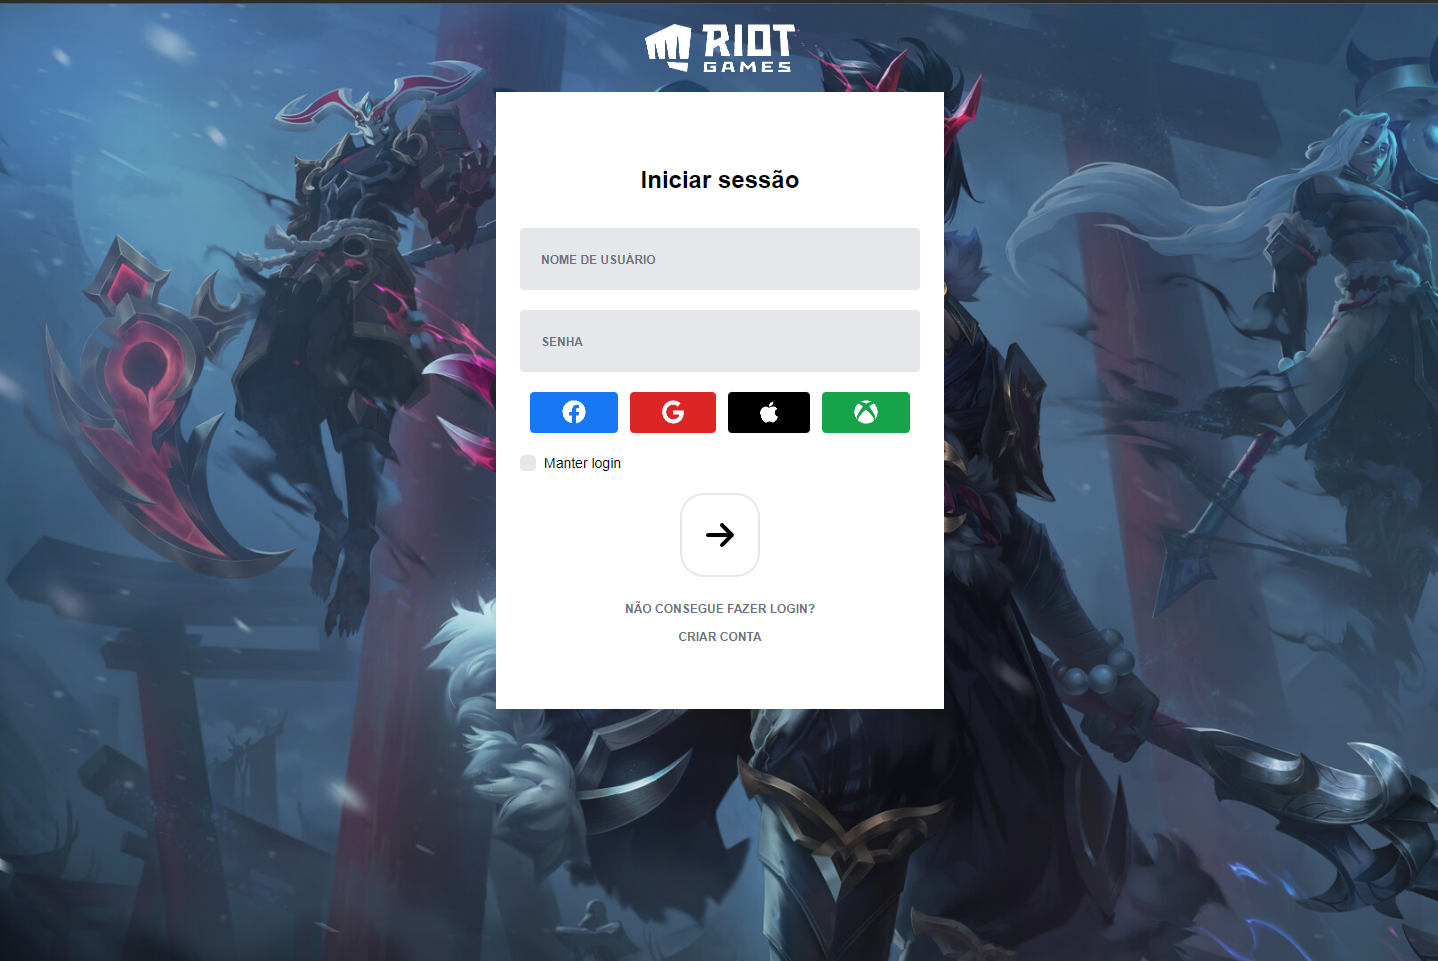 RIOT
GAMES
Iniciar sessão
NOME DE USUÁRIO
SENHA
Manter login
NÃO CONSEGUE FAZER LOGIN?
CRIAR CONTA